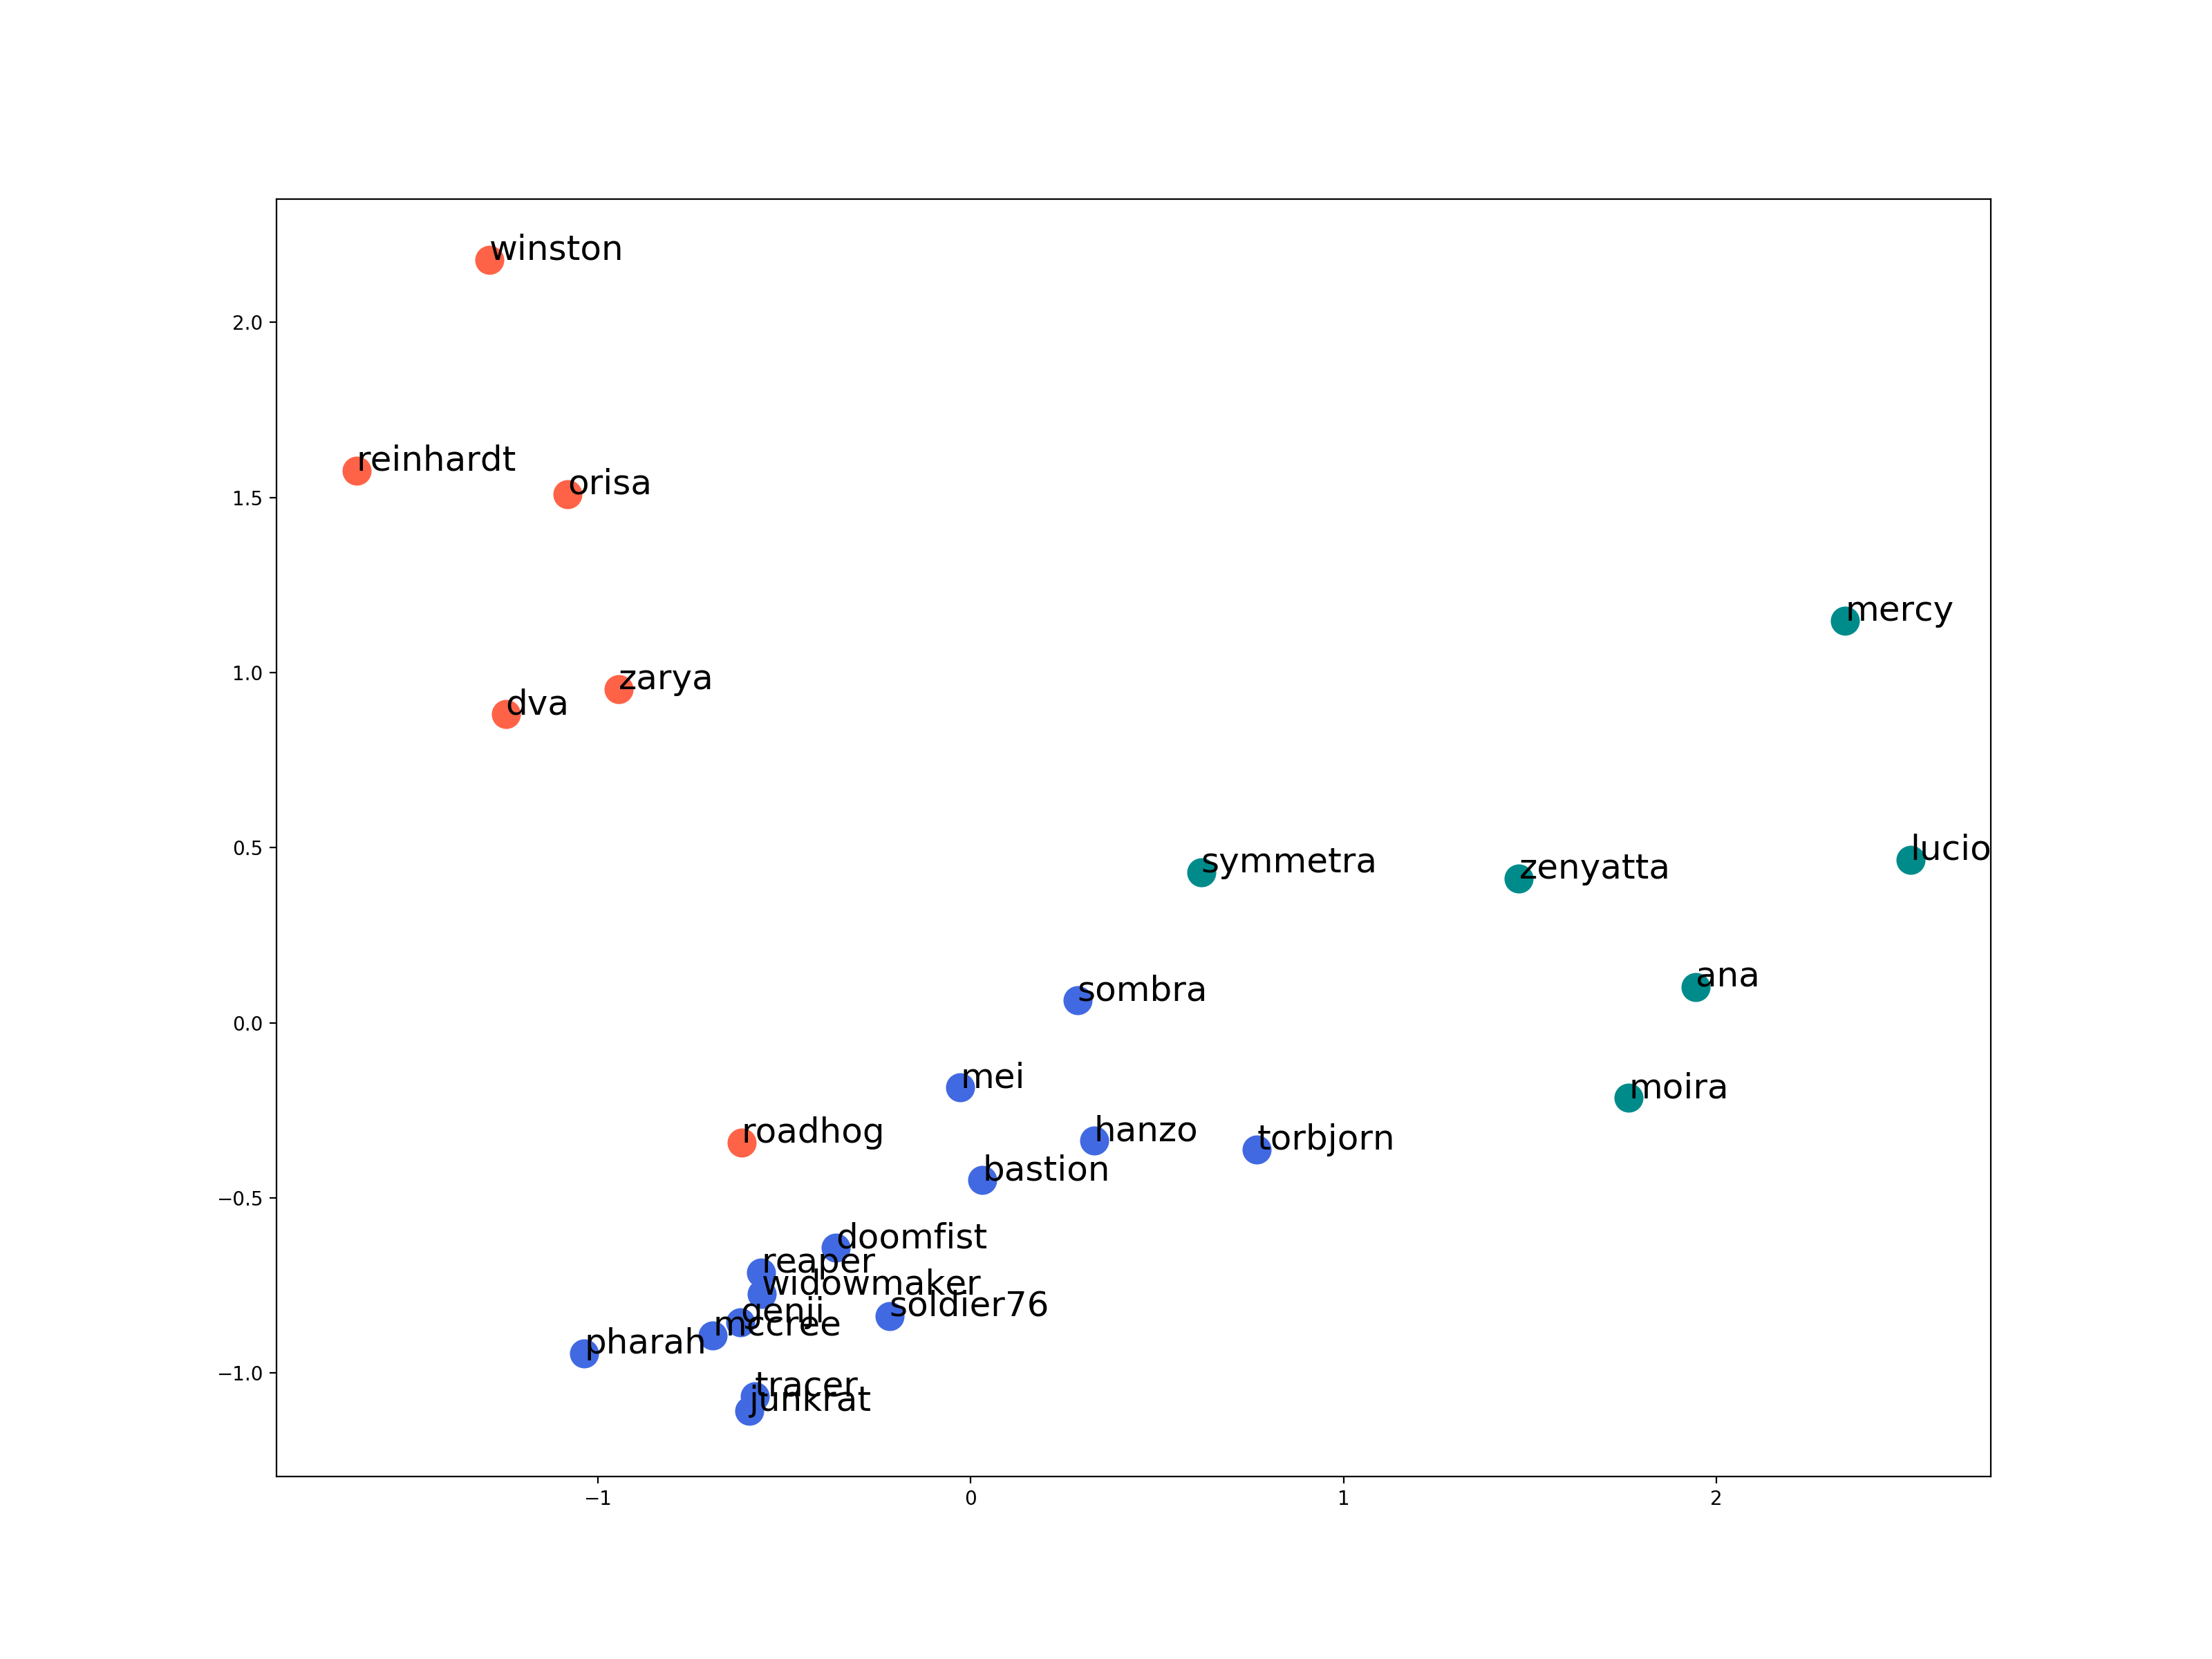 winston
2.0
reinhardt
orisa
1.5
mercy
zarya
1.0
dva
lucio
0.5
symmetra
zenyatta
ana
sombra
0.0
mei
moira
roadhog
hanzo
torbjorn
bastion
−0.5
doomfist
reaper
widowmaker
soldier76
genji
mccree
pharah
−1.0
tracer
junkrat
−1 0 1 2